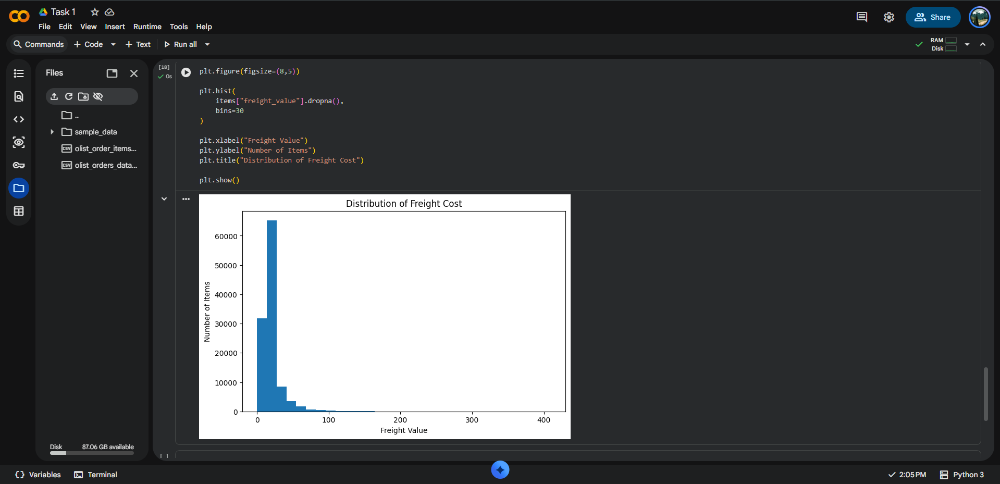 Task 1
File Edit View Insert Runtime Tools Help
Share
Commands + Code + Text Run all
RAM
Disk
Files
..
sample_data
CSV olist_order_items...
CSV olist_orders_data...
Disk 87.06 GB available
[18]
0s
plt.figure(figsize=(8,5))
plt.hist(
items["freight_value"].dropna(),
bins=30
)
plt.xlabel("Freight Value")
plt.ylabel("Number of Items")
plt.title("Distribution of Freight Cost")
plt.show()
Distribution of Freight Cost
Number of Items
60000
50000
40000
30000
20000
10000
0
0 100 200 300 400
Freight Value
[ ]
{} Variables Terminal
2:05 PM Python 3